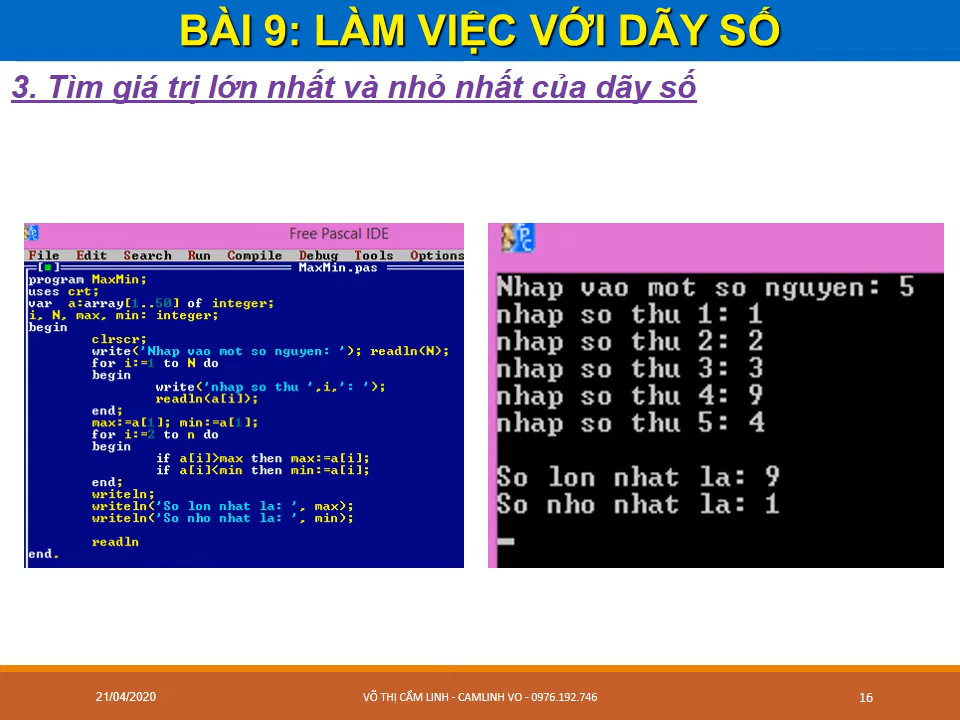 BÀI 9: LÀM VIỆC VỚI DÃY SỐ
3. Tìm giá trị lớn nhất và nhỏ nhất của dãy số
Free Pascal IDE
File Edit Search Run Compile Debug Tools Options
[■] MaxMin.pas
program MaxMin;
uses crt;
var a:array[1..50] of integer;
i, N, max, min: integer;
begin
clrscr;
write('Nhap vao mot so nguyen: '); readln(N);
for i:=1 to N do
begin
write('nhap so thu ',i,': ');
readln(a[i]);
end;
max:=a[1]; min:=a[1];
for i:=2 to n do
begin
if a[i]>max then max:=a[i];
if a[i]<min then min:=a[i];
end;
writeln;
writeln('So lon nhat la: ', max);
writeln('So nho nhat la: ', min);
readln
end.
Nhap vao mot so nguyen: 5
nhap so thu 1: 1
nhap so thu 2: 2
nhap so thu 3: 3
nhap so thu 4: 9
nhap so thu 5: 4
So lon nhat la: 9
So nho nhat la: 1
21/04/2020
VÕ THỊ CẨM LINH - CAMLINH VO - 0976.192.746
16